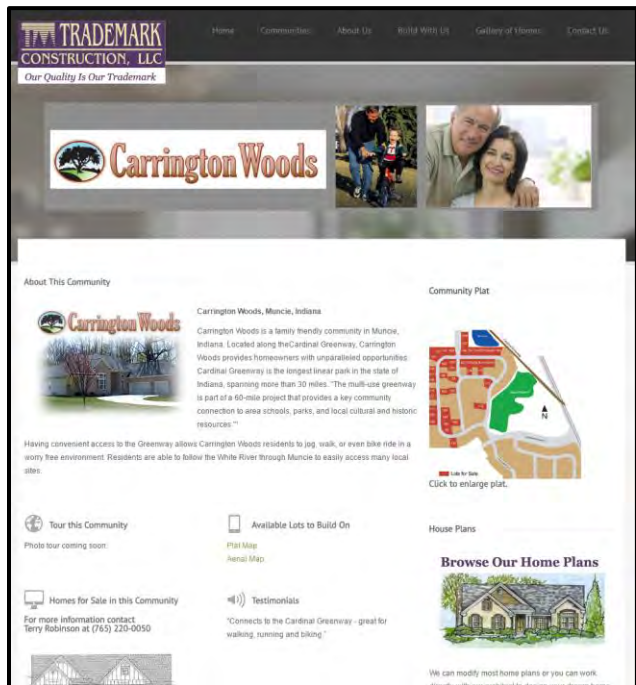 TRADEMARK
CONSTRUCTION, LLC
Our Quality Is Our Trademark
Home Communities About Us Build With Us Gallery of Homes Contact Us
Carrington Woods
About This Community
Carrington Woods
Carrington Woods, Muncie, Indiana
Carrington Woods is a family friendly community in Muncie,
Indiana. Located along theCardinal Greenway, Carrington
Woods provides homeowners with unparalleled opportunities.
Cardinal Greenway is the longest linear park in the state of
Indiana, spanning more than 30 miles. "The multi-use greenway
is part of a 60-mile project that provides a key community
connection to area schools, parks, and local cultural and historic
resources.""
Having convenient access to the Greenway allows Carrington Woods residents to jog, walk, or even bike ride in a
worry free environment. Residents are able to follow the White River through Muncie to easily access many local
sites.
Tour this Community
Photo tour coming soon.
Available Lots to Build On
Plat Map
Aerial Map
Homes for Sale in this Community
For more information contact
Terry Robinson at (765) 220-0050
Testimonials
"Connects to the Cardinal Greenway - great for
walking, running and biking."
Community Plat
N
Lots for Sale
Click to enlarge plat.
House Plans
Browse Our Home Plans
We can modify most home plans or you can work